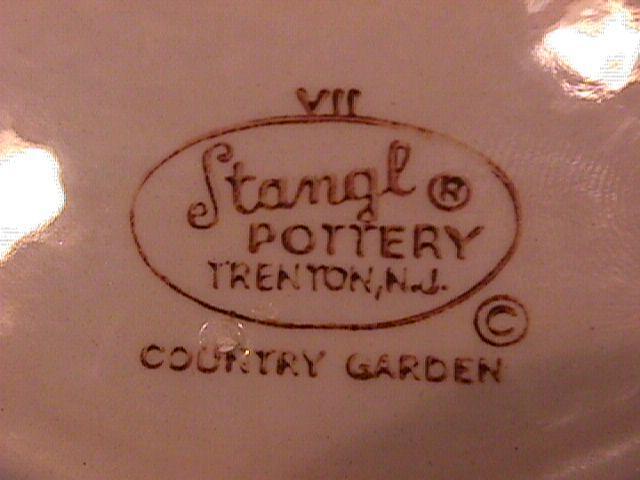 VII
Stangl ®
POTTERY
TRENTON, N.J.
©
COUNTRY GARDEN